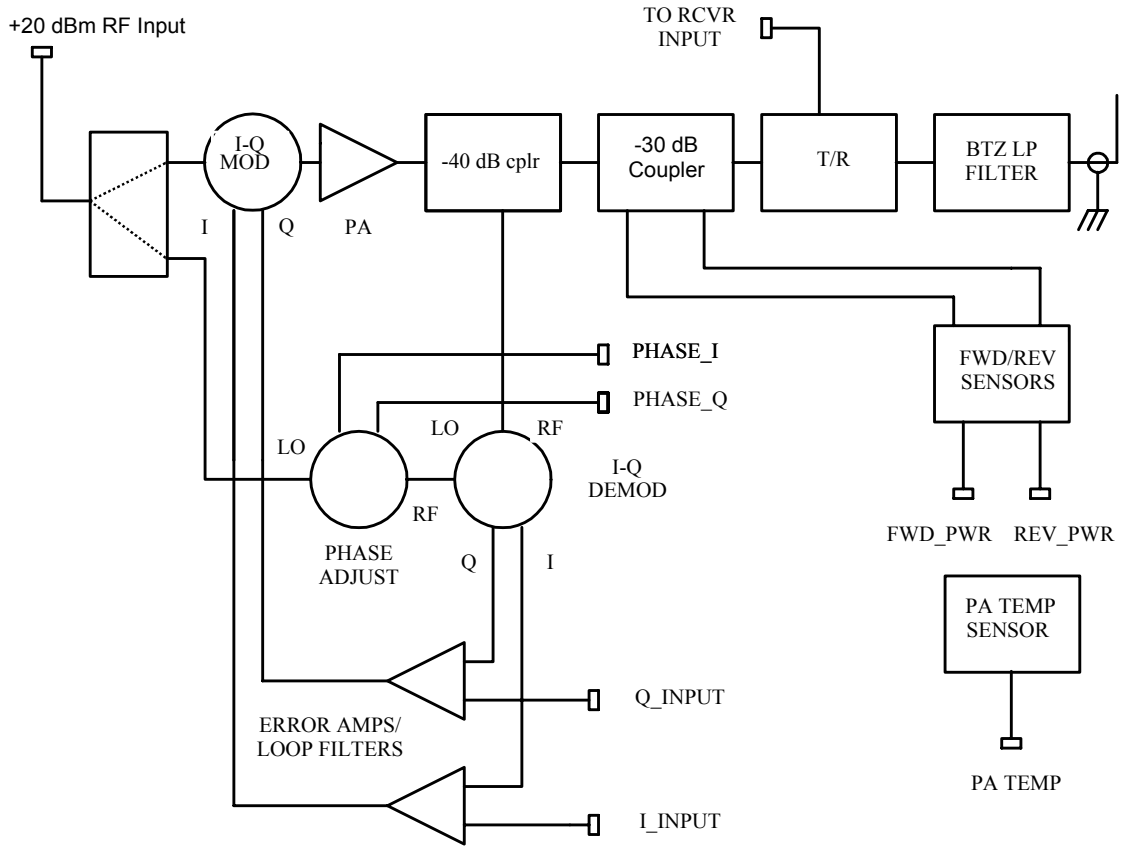 +20 dBm RF Input
TO RCVR
INPUT
I-Q
MOD
-40 dB cplr
-30 dB
Coupler
T/R
BTZ LP
FILTER
I
Q
PA
PHASE_I
PHASE_Q
FWD/REV
SENSORS
LO
LO
RF
I-Q
DEMOD
RF
PHASE
ADJUST
Q
I
FWD_PWR
REV_PWR
PA TEMP
SENSOR
Q_INPUT
ERROR AMPS/
LOOP FILTERS
PA TEMP
I_INPUT